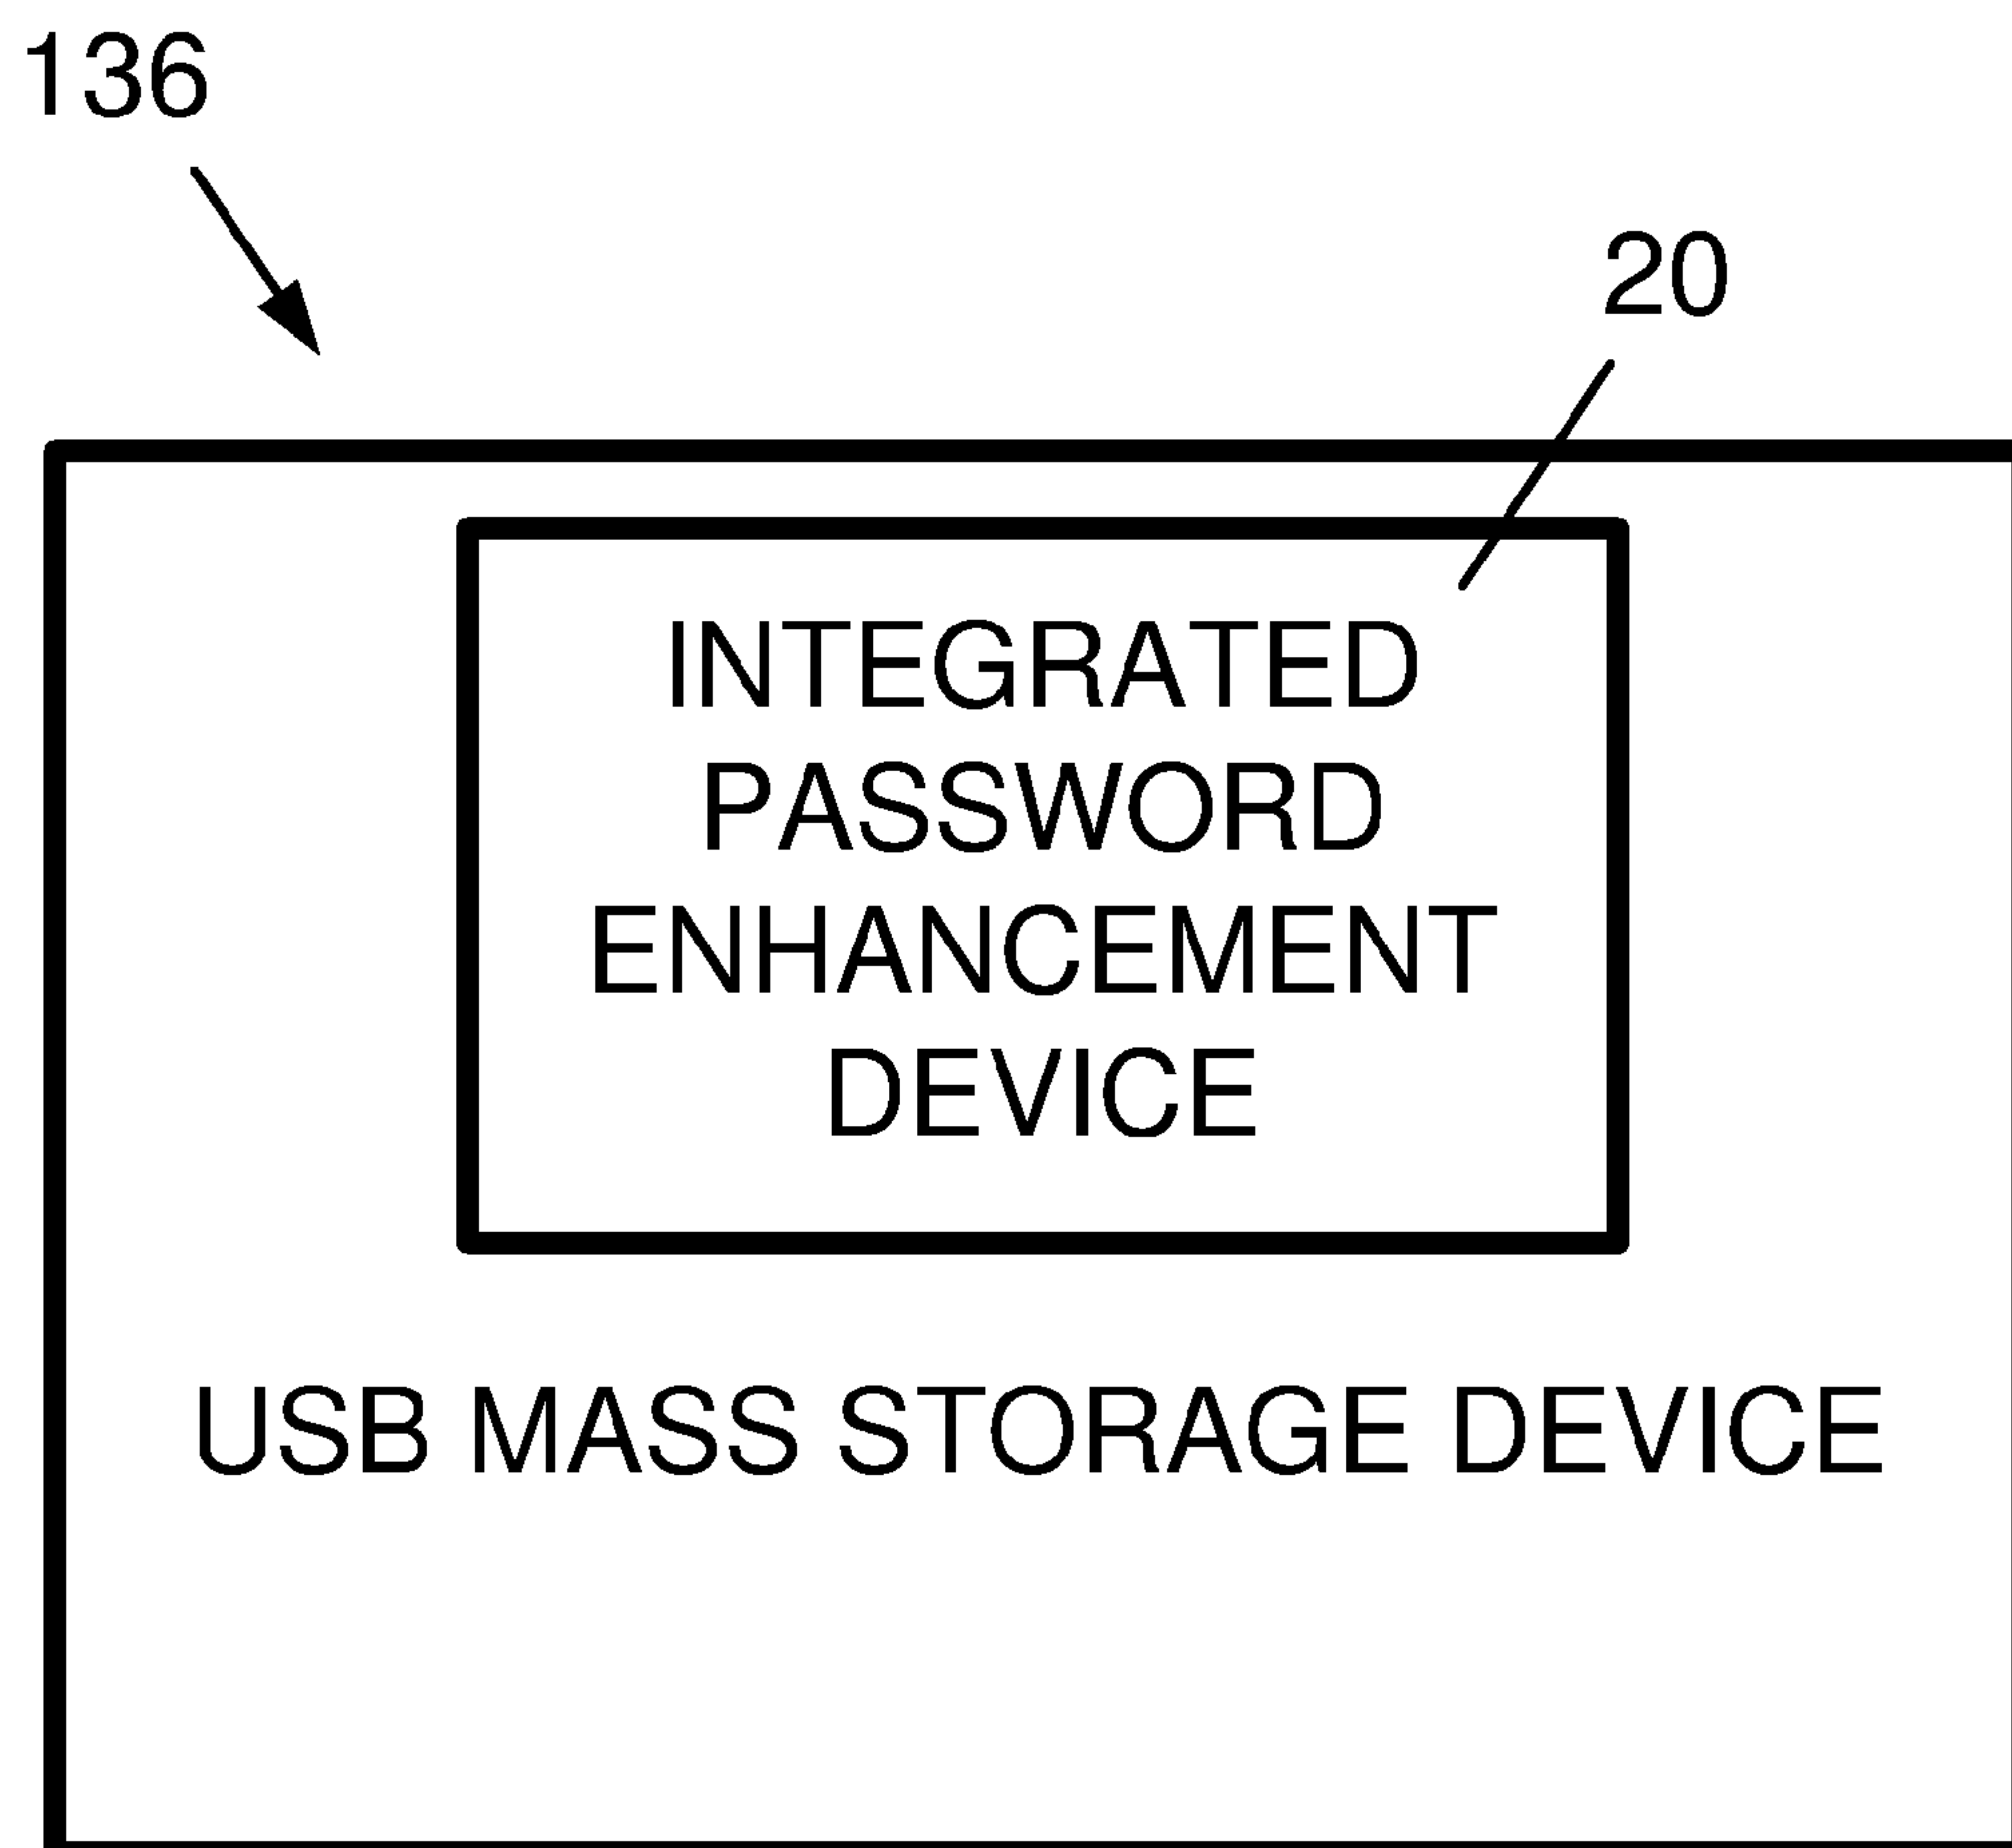 136
20
INTEGRATED
PASSWORD
ENHANCEMENT
DEVICE
USB MASS STORAGE DEVICE